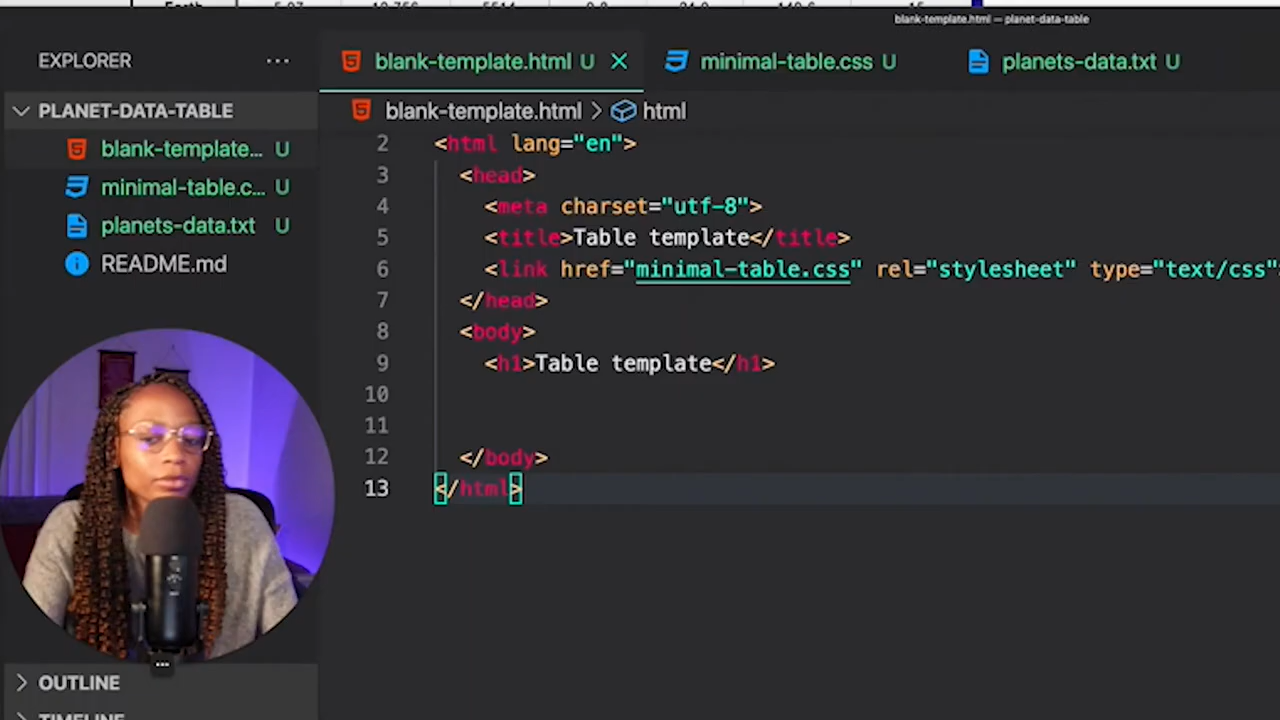 blank-template.html — planet-data-table
EXPLORER
blank-template.html U
minimal-table.css U
planets-data.txt U
PLANET-DATA-TABLE
blank-template... U
minimal-table.c... U
planets-data.txt U
README.md
OUTLINE
TIMELINE
blank-template.html > html
2 <html lang="en">
3 <head>
4 <meta charset="utf-8">
5 <title>Table template</title>
6 <link href="minimal-table.css" rel="stylesheet" type="text/css"
7 </head>
8 <body>
9 <h1>Table template</h1>
10
11
12 </body>
13 </html>